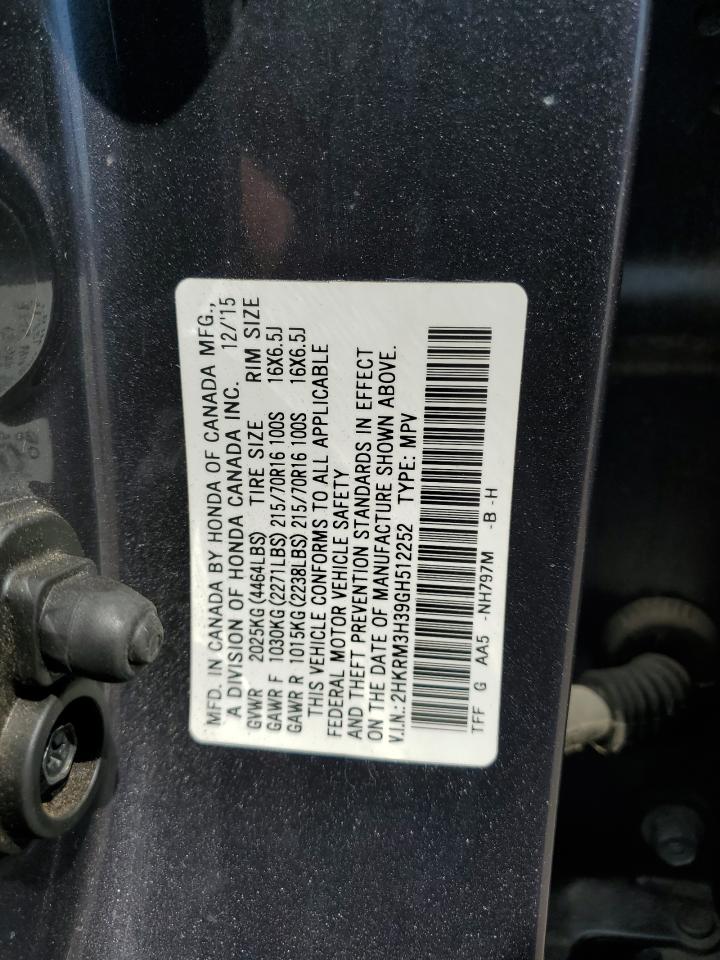 MFD. IN CANADA BY HONDA OF CANADA MFG.,
A DIVISION OF HONDA CANADA INC. 12/'15
GVWR 2025KG(4464LBS) TIRE SIZE RIM SIZE
GAWR F 1030KG(2271LBS) 215/70R16 100S 16X6.5J
GAWR R 1015KG(2238LBS) 215/70R16 100S 16X6.5J
THIS VEHICLE CONFORMS TO ALL APPLICABLE
FEDERAL MOTOR VEHICLE SAFETY
AND THEFT PREVENTION STANDARDS IN EFFECT
ON THE DATE OF MANUFACTURE SHOWN ABOVE.
V.I.N.: 2HKRM3H39GH512252 TYPE: MPV
TFF G AA5 -NH797M -B -H